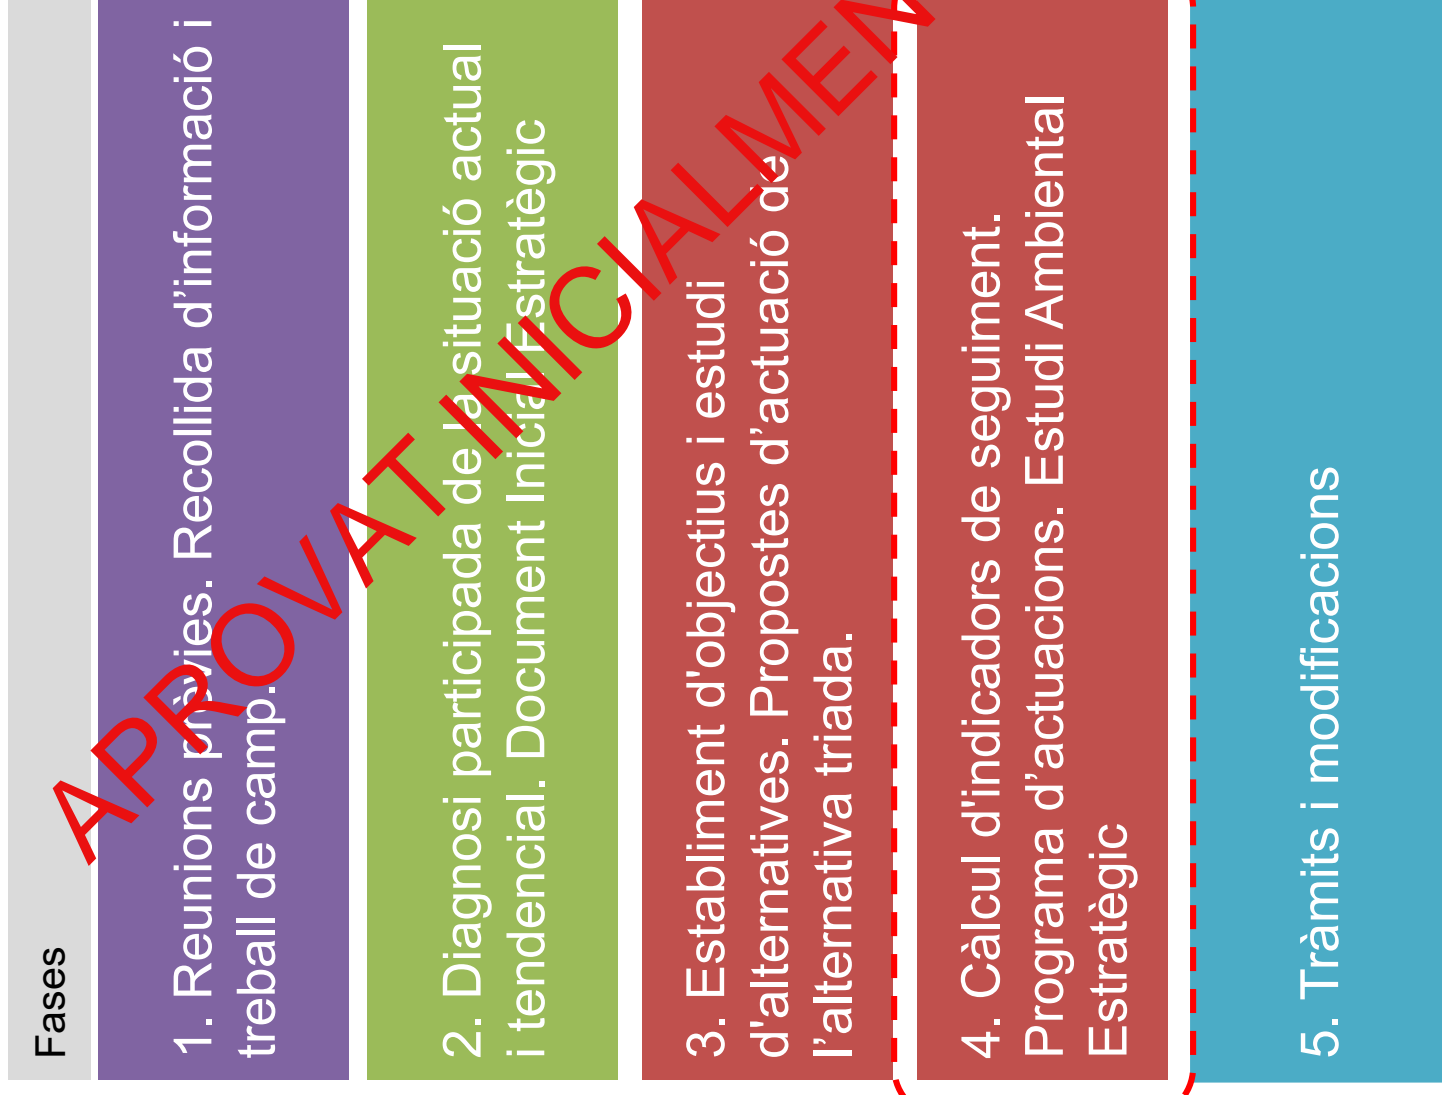 Fases
1. Reunions prèvies. Recollida d’informació i
treball de camp.
2. Diagnosi participada de la situació actual
i tendencial. Document Inicial Estratègic
3. Establiment d'objectius i estudi
d'alternatives. Propostes d’actuació de
l’alternativa triada.
4. Càlcul d'indicadors de seguiment.
Programa d’actuacions. Estudi Ambiental
Estratègic
5. Tràmits i modificacions
APROVAT INICIALMEN